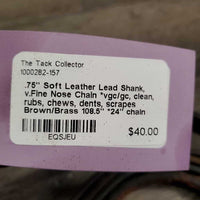 The Tack Collector
1000282-157
.75" Soft Leather Lead Shank,
v.Fine Nose Chain *vgc/gc, clean,
rubs, chews, dents, scrapes
Brown/Brass 108.5" *24" chain
EQSJEU
$40.00